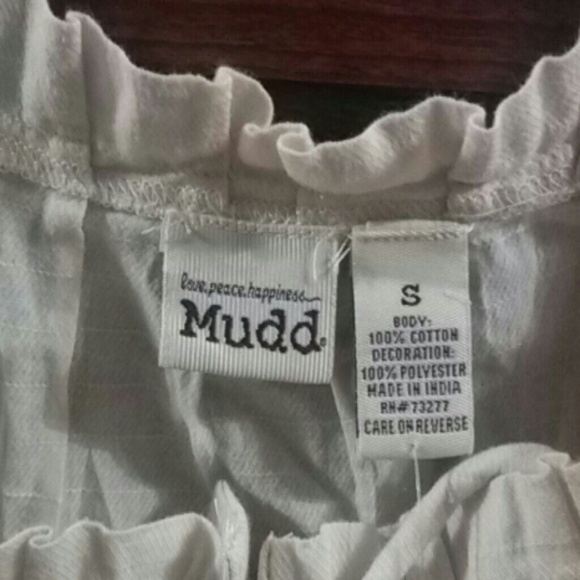 love.peace.happiness
Mudd®
S
BODY:
100% COTTON
DECORATION:
100% POLYESTER
MADE IN INDIA
RN#73277
CARE ON REVERSE